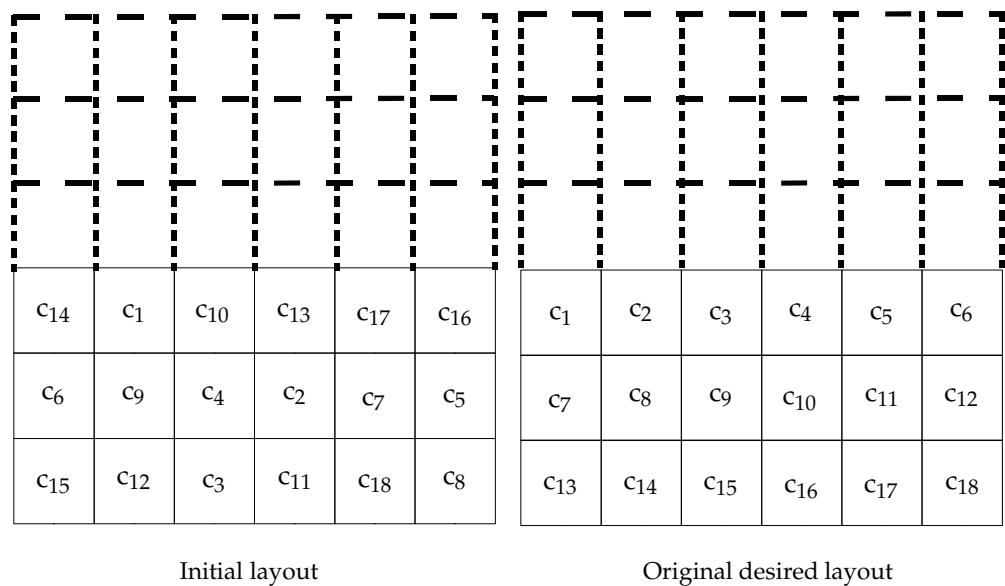 c14 c1 c10 c13 c17 c16
c6 c9 c4 c2 c7 c5
c15 c12 c3 c11 c18 c8
Initial layout
c1 c2 c3 c4 c5 c6
c7 c8 c9 c10 c11 c12
c13 c14 c15 c16 c17 c18
Original desired layout